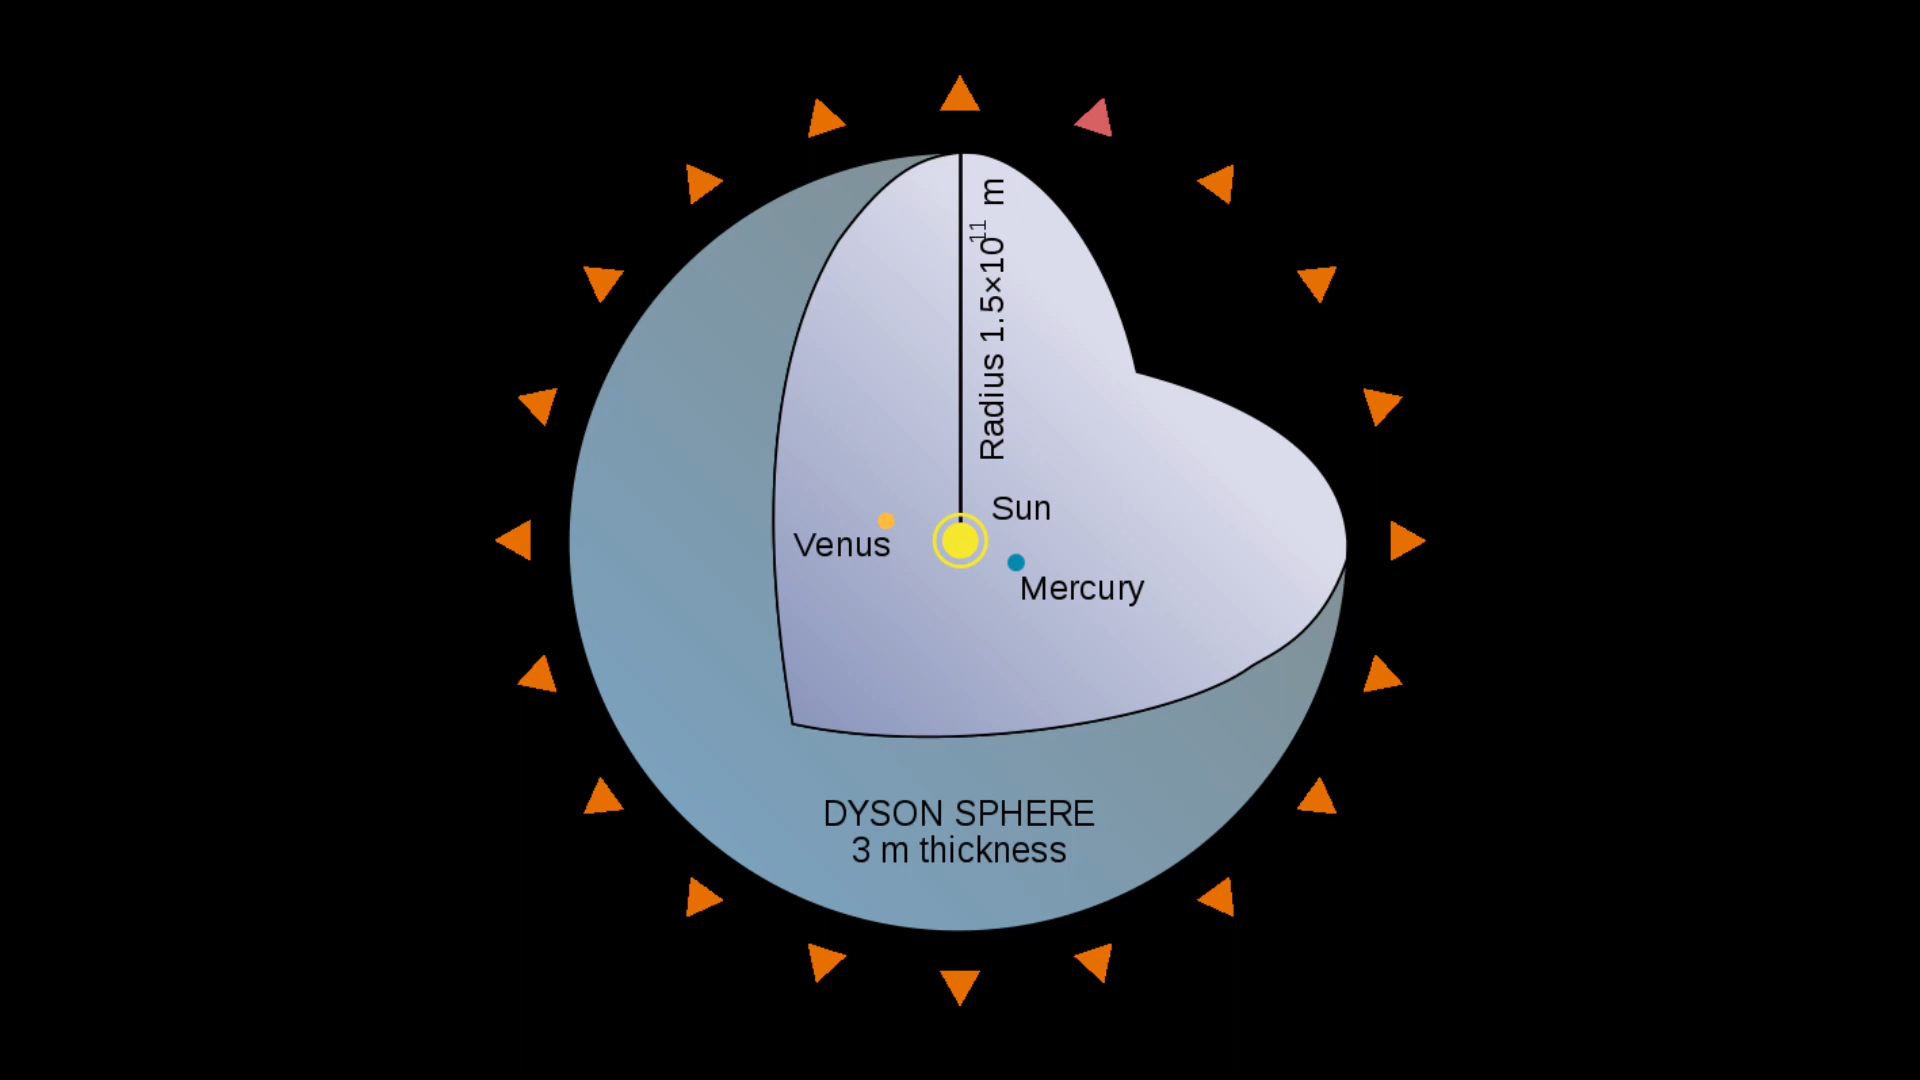 Radius 1.5×10¹¹ m
Sun
Venus
Mercury
DYSON SPHERE
3 m thickness